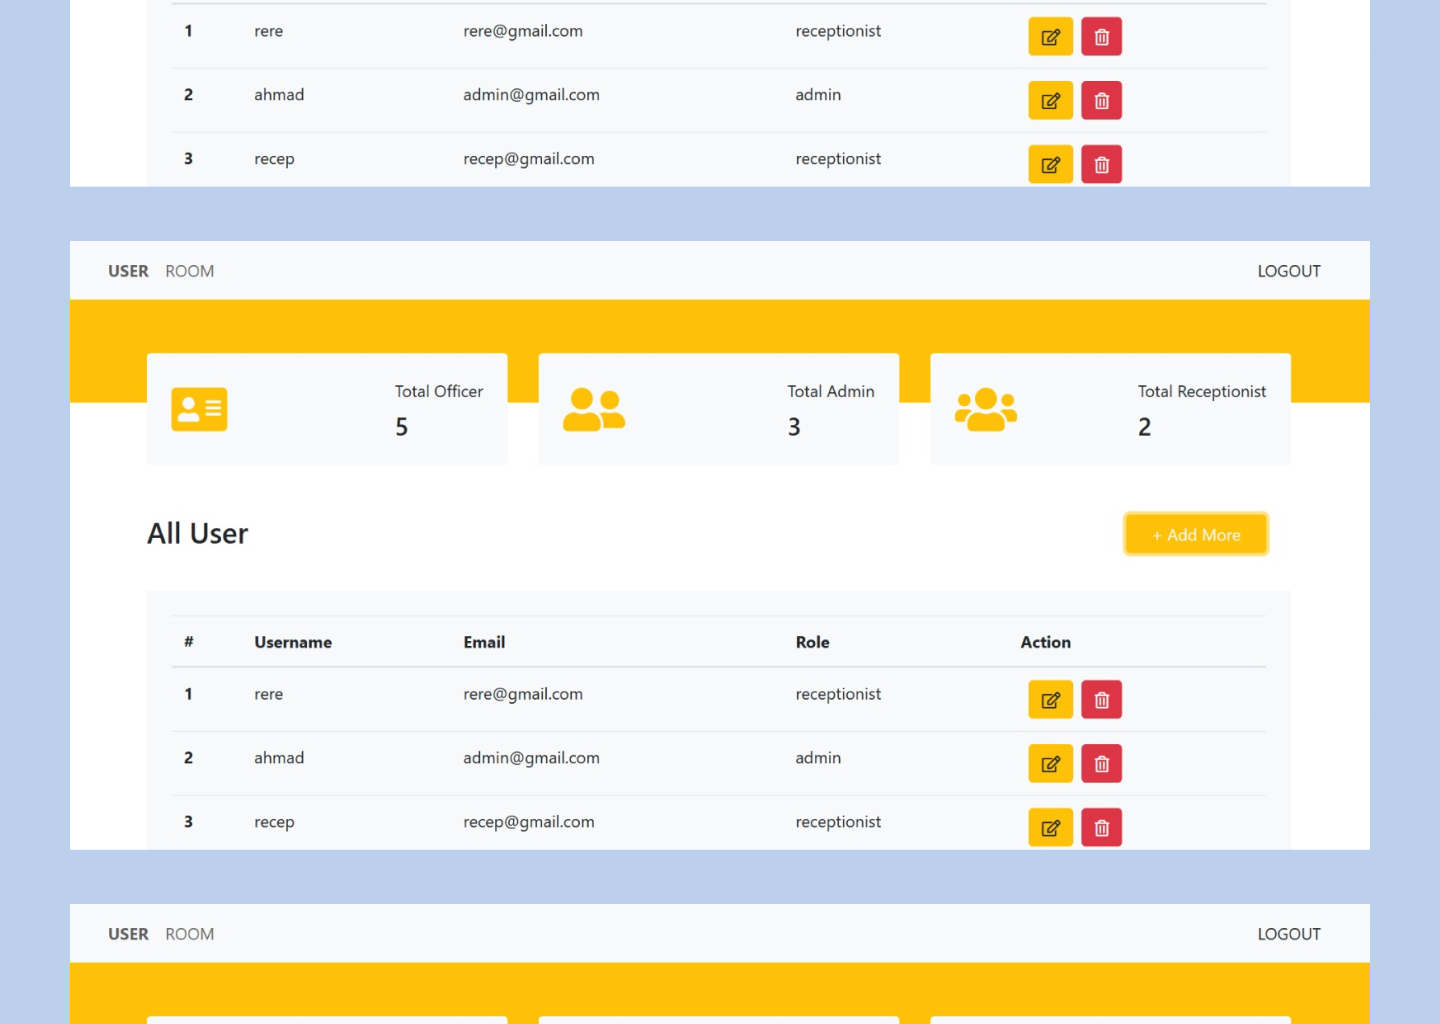 1 rere rere@gmail.com receptionist
2 ahmad admin@gmail.com admin
3 recep recep@gmail.com receptionist
USER ROOM LOGOUT
Total Officer
5
Total Admin
3
Total Receptionist
2
All User
+ Add More
# Username Email Role Action
1 rere rere@gmail.com receptionist
2 ahmad admin@gmail.com admin
3 recep recep@gmail.com receptionist
USER ROOM LOGOUT